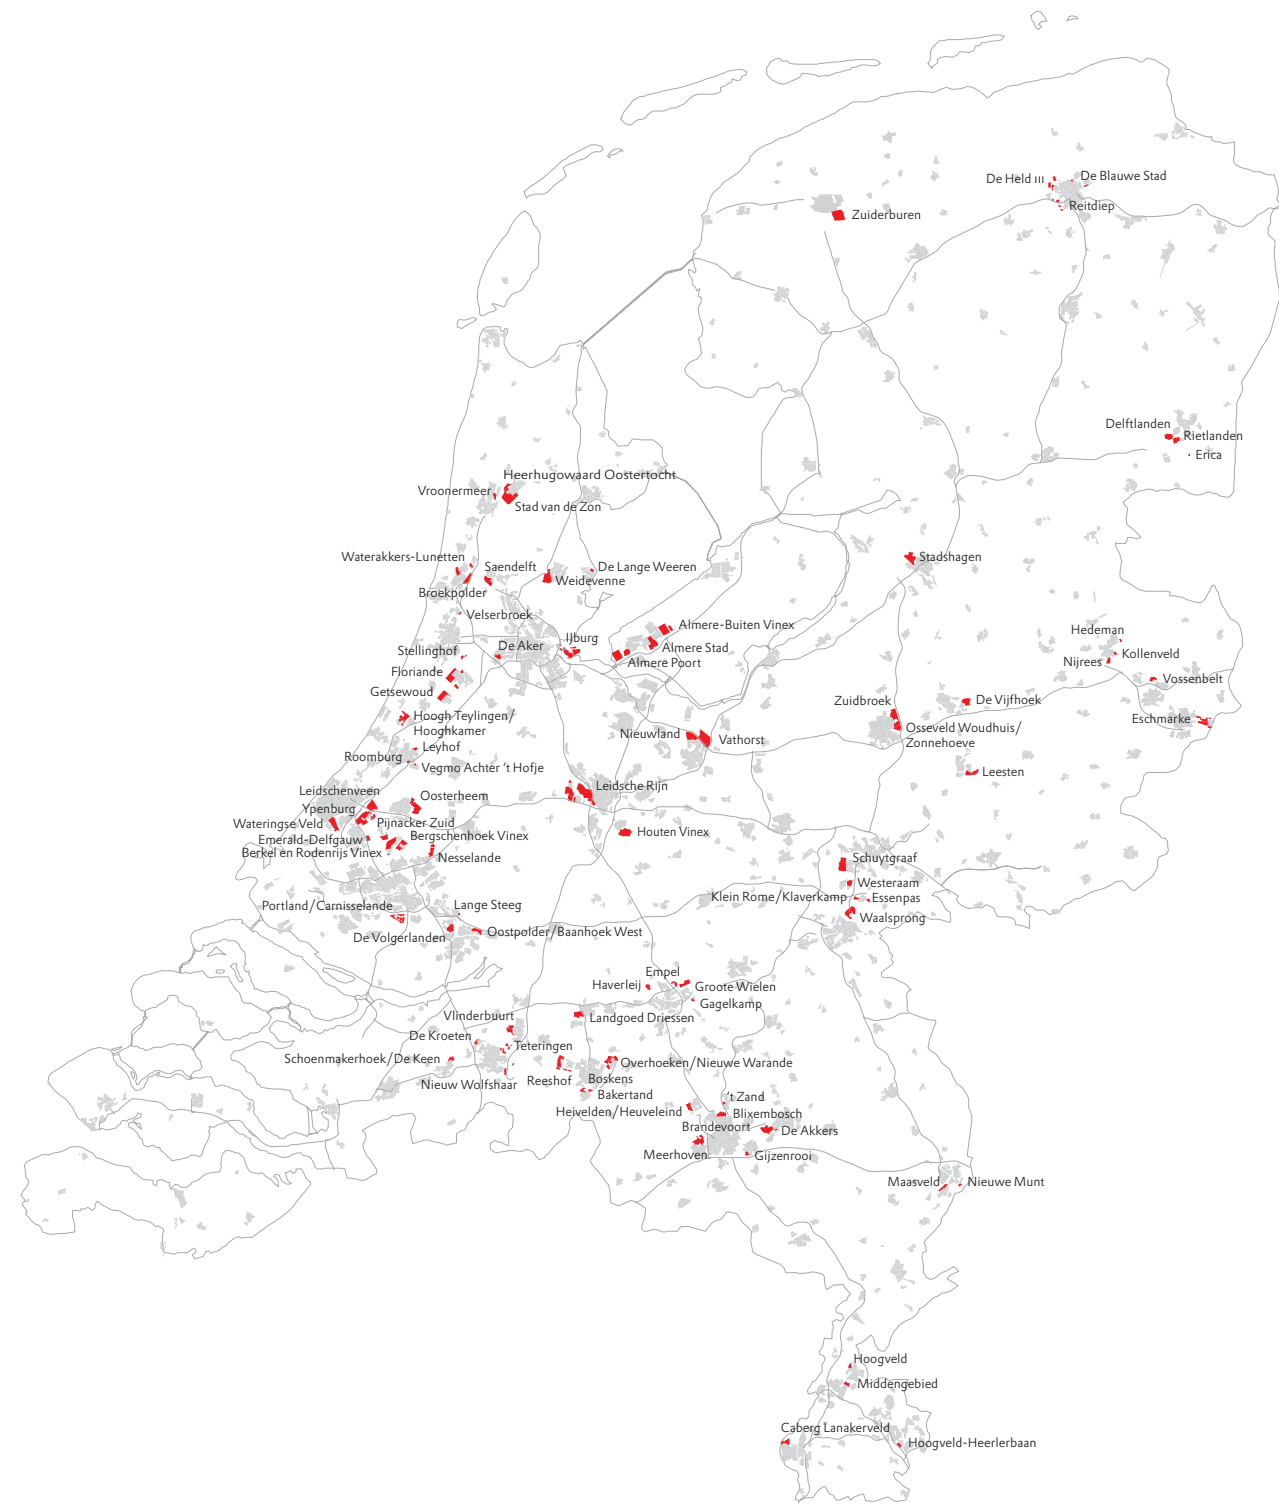 De Held III
De Blauwe Stad
Reitdiep
Zuiderburen
Delftlanden
Rietlanden
Erica
Heerhugowaard Oostertocht
Vroonermeer
Stad van de Zon
Waterakkers-Lunetten
Saendelft
De Lange Weeren
Weidevenne
Broekpolder
Stadshagen
Velserbroek
Almere-Buiten Vinex
IJburg
De Aker
Almere Stad
Stellinghof
Almere Poort
Floriande
Getsewoud
Hedeman
Kollenveld
Nijrees
Vossenbelt
Zuidbroek
De Vijfhoek
Eschmarke
Hoogh Teylingen/
Hooghkamer
Osseveld Woudhuis/
Zonnehoeve
Nieuwland
Vathorst
Leyhof
Roomburg
Vegmo Achter ‘t Hofje
Leesten
Leidsche Rijn
Leidschenveen
Oosterheem
Ypenburg
Wateringse Veld
Pijnacker Zuid
Houten Vinex
Emerald-Delfgauw
Bergschenhoek Vinex
Berkel en Rodenrijs Vinex
Nesselande
Schuytgraaf
Westeraam
Klein Rome/Klaverkamp
Essenpas
Portland/Carnisselande
Lange Steeg
Waalsprong
De Volgerlanden
Oostpolder/Baanhoek West
Empel
Haverleij
Groote Wielen
Gagelkamp
Vlinderbuurt
Landgoed Driessen
De Kroeten
Teteringen
Schoenmakerhoek/De Keen
Overhoeken/Nieuwe Warande
Nieuw Wolfshaar
Reeshof
Boskens
Bakertand
‘t Zand
Heivelden/Heuveleind
Blixembosch
Brandevoort
De Akkers
Meerhoven
Gijzenrooi
Maasveld
Nieuwe Munt
Hoogveld
Middengebied
Caberg Lanakerveld
Hoogveld-Heerlerbaan